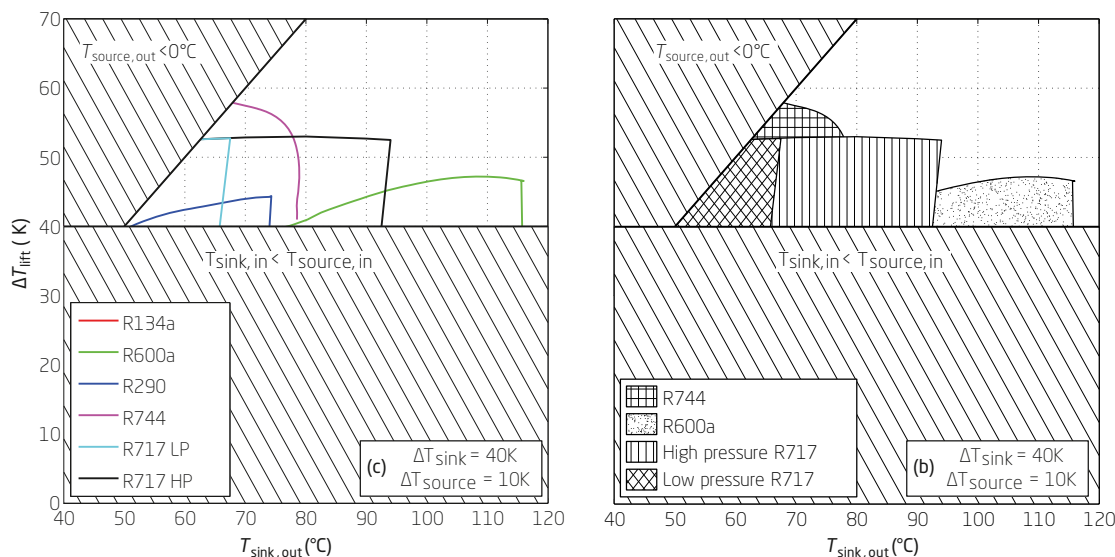 70
60
50
40
30
20
10
0
ΔT_lift ( K)
T_source,out <0°C
T_sink, in < T_source, in
R134a
R600a
R290
R744
R717 LP
R717 HP
(c)
ΔT_sink = 40K
ΔT_source = 10K
40 50 60 70 80 90 100 110 120
T_sink,out (°C)
T_source,out <0°C
T_sink, in < T_source, in
R744
R600a
High pressure R717
Low pressure R717
(b)
ΔT_sink = 40K
ΔT_source = 10K
40 50 60 70 80 90 100 110 120
T_sink,out (°C)